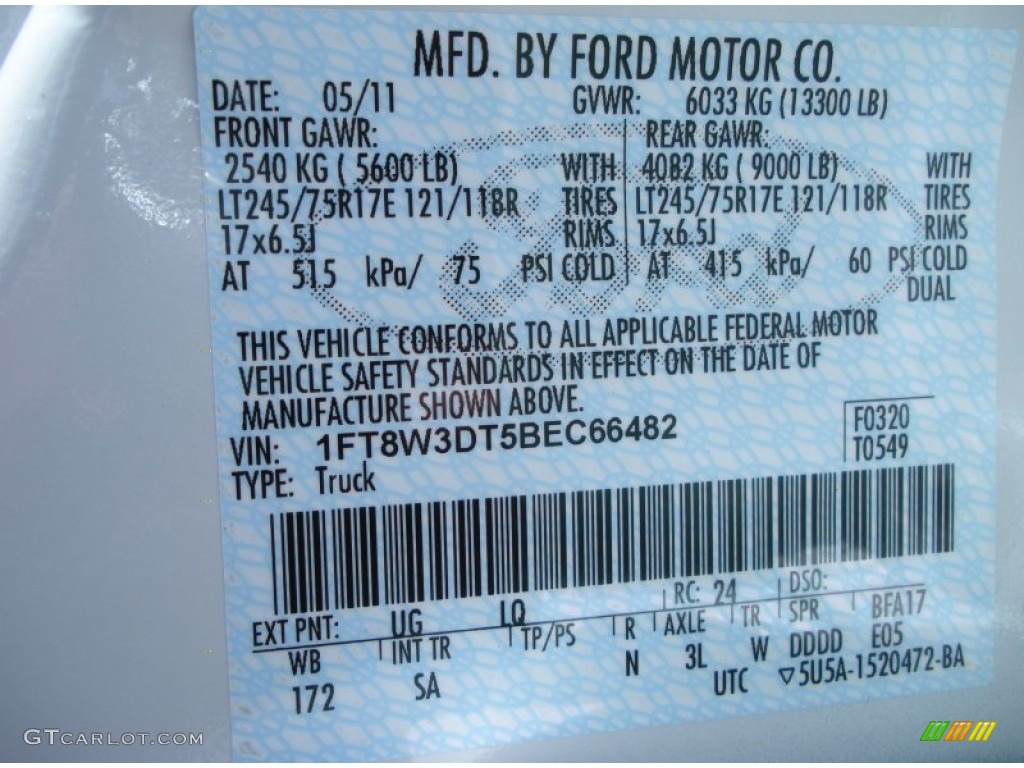 MFD. BY FORD MOTOR CO.
DATE: 05/11 GVWR: 6033 KG (13300 LB)
FRONT GAWR: REAR GAWR:
2540 KG ( 5600 LB) WITH 4082 KG ( 9000 LB) WITH
LT245/75R17E 121/118R TIRES LT245/75R17E 121/118R TIRES
17x6.5J RIMS 17x6.5J RIMS
AT 515 kPa/ 75 PSI COLD AT 415 kPa/ 60 PSI COLD
DUAL
THIS VEHICLE CONFORMS TO ALL APPLICABLE FEDERAL MOTOR
VEHICLE SAFETY STANDARDS IN EFFECT ON THE DATE OF
MANUFACTURE SHOWN ABOVE.
VIN: 1FT8W3DT5BEC66482 F0320
TYPE: Truck T0549
EXT PNT: UG LQ RC: 24 DSO:
WB INT TR TP/PS R AXLE TR SPR BFA17
172 SA N 3L W DDDD E05
UTC ▽5U5A-1520472-BA
GTCARLOT.COM